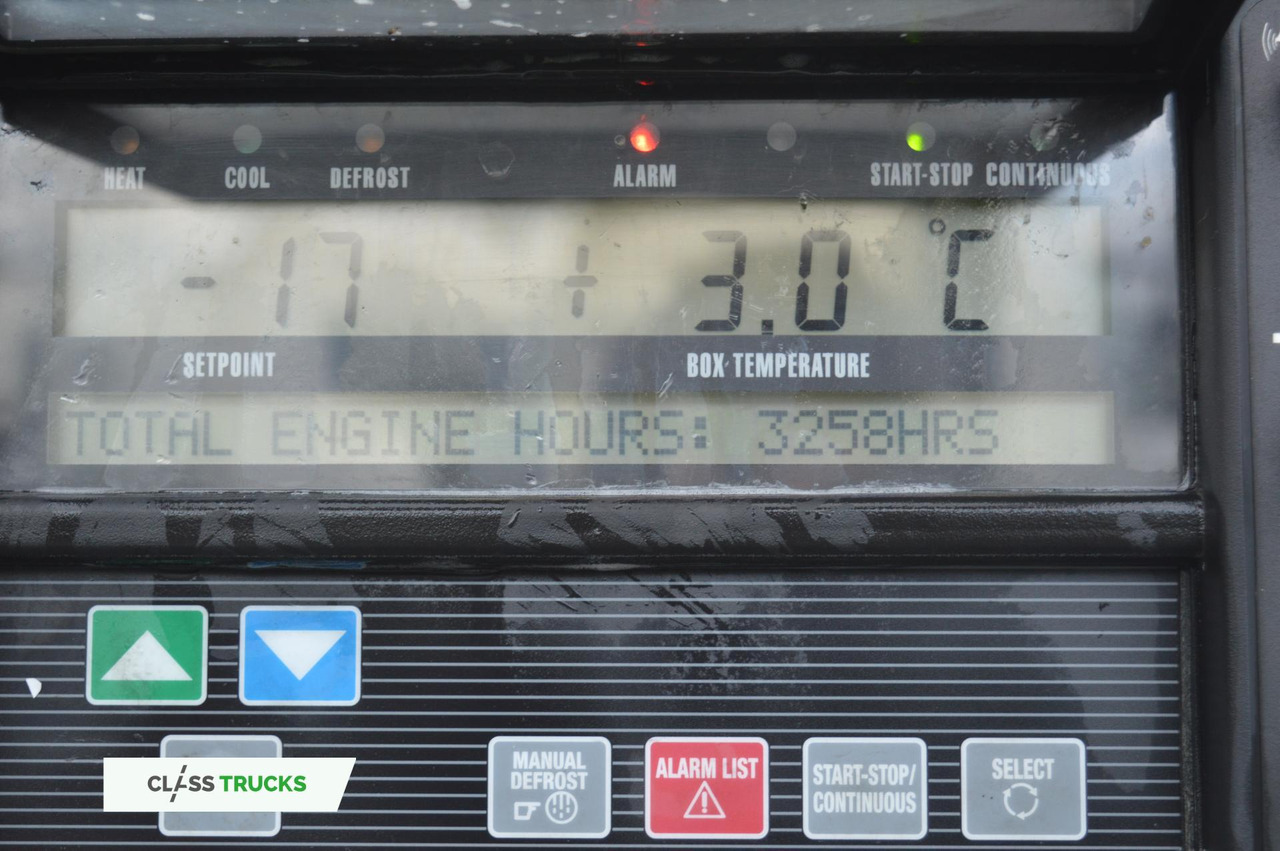 HEAT COOL DEFROST ALARM START-STOP CONTINUOUS
-17 +3.0 °C
SETPOINT BOX TEMPERATURE
TOTAL ENGINE HOURS: 3258HRS
MANUAL
DEFROST
ALARM LIST
START-STOP/
CONTINUOUS
SELECT
CLASS TRUCKS